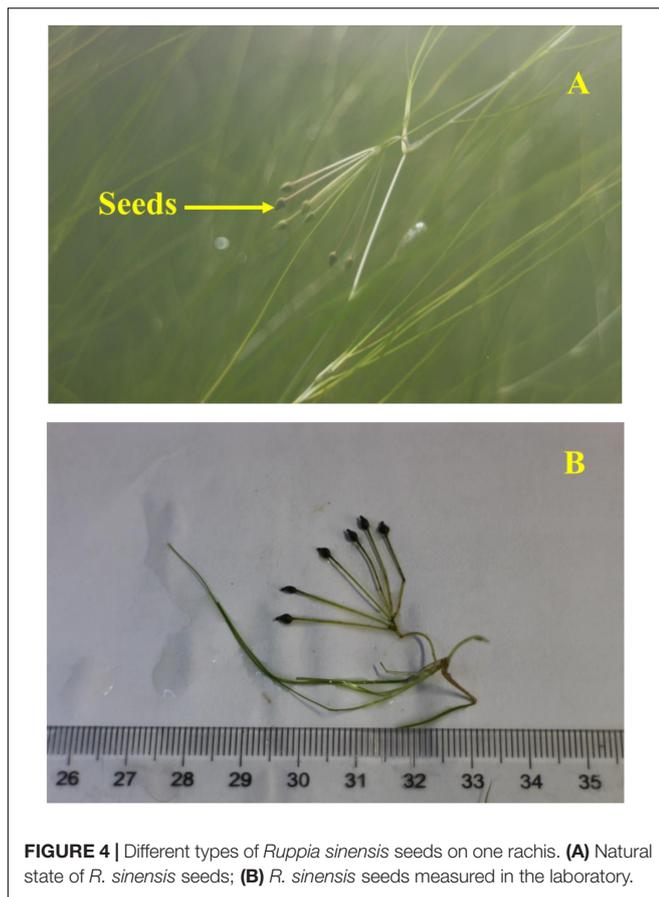 A
Seeds
B
26 27 28 29 30 31 32 33 34 35
FIGURE 4 | Different types of Ruppia sinensis seeds on one rachis. (A) Natural
state of R. sinensis seeds; (B) R. sinensis seeds measured in the laboratory.